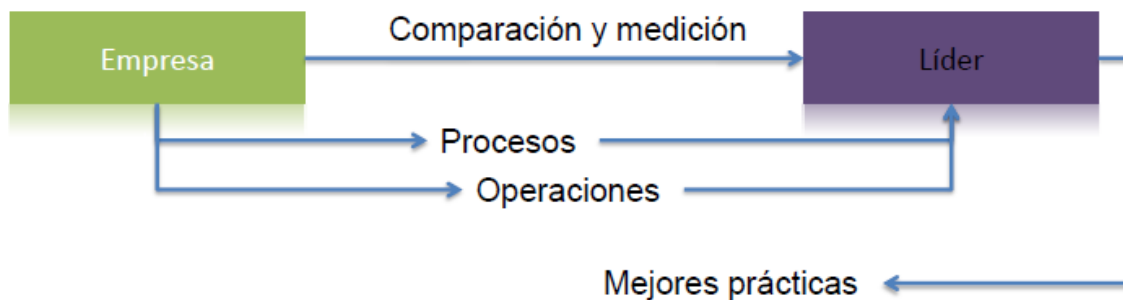 Comparación y medición
Empresa
Líder
Procesos
Operaciones
Mejores prácticas